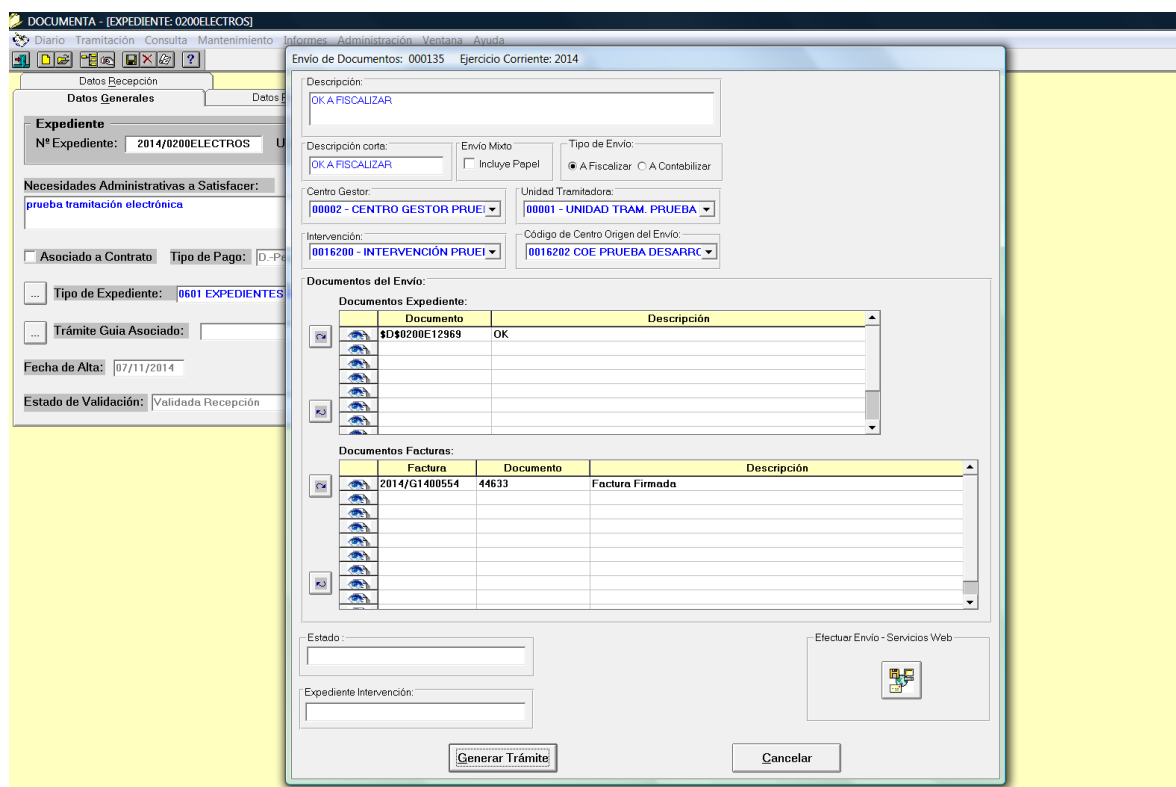 DOCUMENTA - [EXPEDIENTE: 0200ELECTROS]
Diario Tramitación Consulta Mantenimiento Informes Administración Ventana Ayuda
Datos Recepción
Datos Generales Datos
Expediente
Nº Expediente: 2014/0200ELECTROS
Necesidades Administrativas a Satisfacer:
prueba tramitación electrónica
Asociado a Contrato Tipo de Pago: D.-Pe
... Tipo de Expediente: 0601 EXPEDIENTES
... Trámite Guia Asociado:
Fecha de Alta: 07/11/2014
Estado de Validación: Validada Recepción
Envío de Documentos: 000135 Ejercicio Corriente: 2014
Descripción:
OK A FISCALIZAR
Descripción corta: Envío Mixto Tipo de Envío:
OK A FISCALIZAR Incluye Papel A Fiscalizar A Contabilizar
Centro Gestor: Unidad Tramitadora:
00002 - CENTRO GESTOR PRUEI 00001 - UNIDAD TRAM. PRUEBA
Intervención: Código de Centro Origen del Envío:
0016200 - INTERVENCIÓN PRUEI 0016202 COE PRUEBA DESARRC
Documentos del Envío:
Documentos Expediente:
Documento Descripción
$D$0200E12969 OK
Documentos Facturas:
Factura Documento Descripción
2014/G1400554 44633 Factura Firmada
Estado :
Efectuar Envío - Servicios Web
Expediente Intervención:
Generar Trámite Cancelar